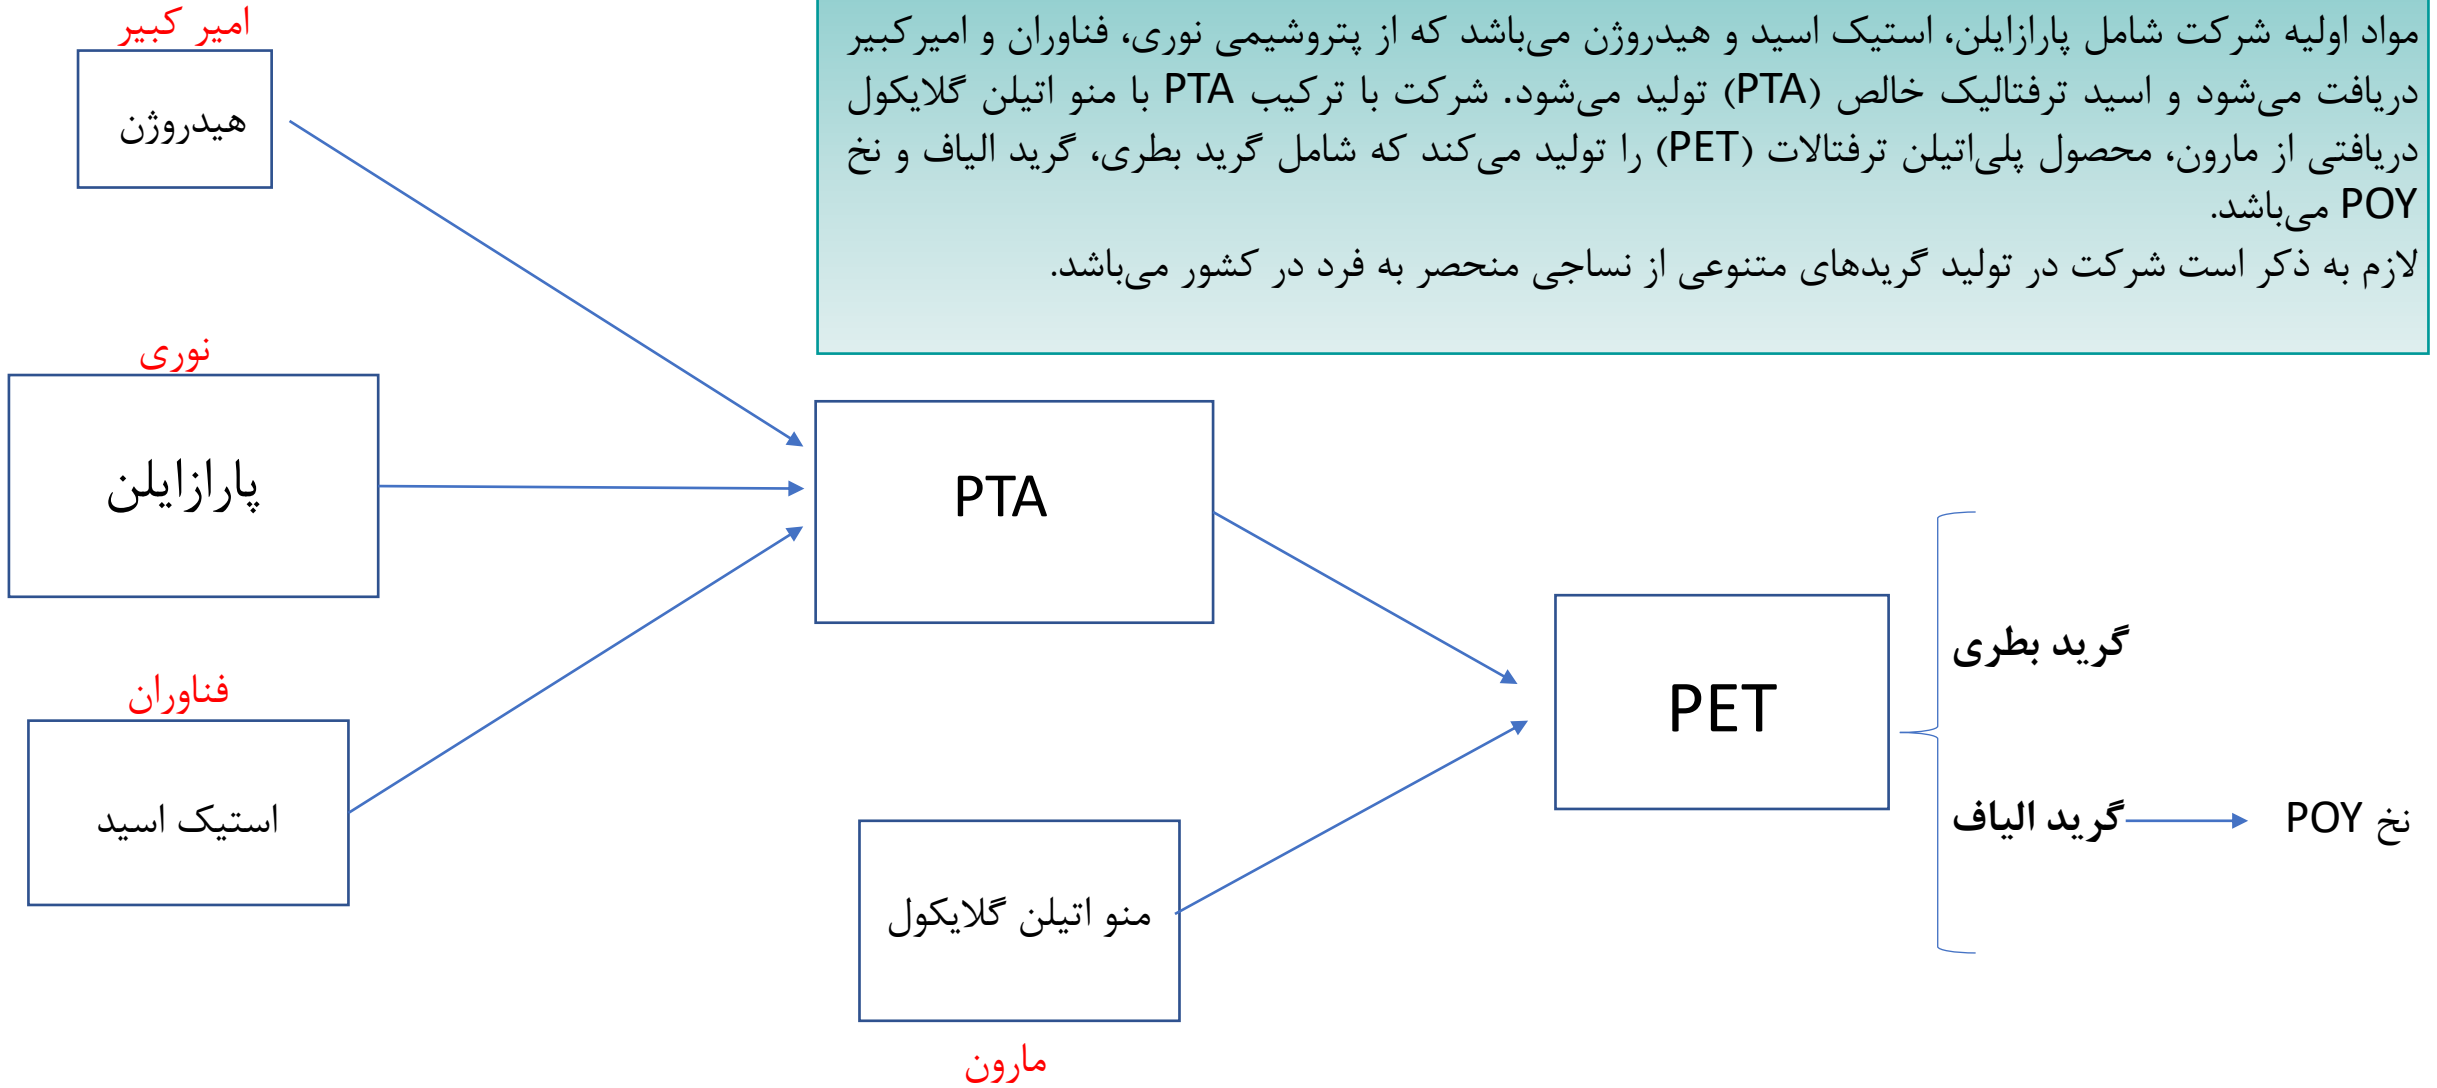 امیر کبیر
هیدروژن
مواد اولیه شرکت شامل پارازایلن، استیک اسید و هیدروژن می‌باشد که از پتروشیمی نوری، فناوران و امیرکبیر
دریافت می‌شود و اسید ترفتالیک خالص (PTA) تولید می‌شود. شرکت با ترکیب PTA با منو اتیلن گلایکول
دریافتی از مارون، محصول پلی‌اتیلن ترفتالات (PET) را تولید می‌کند که شامل گرید بطری، گرید الیاف و نخ
POY می‌باشد.
لازم به ذکر است شرکت در تولید گریدهای متنوعی از نساجی منحصر به فرد در کشور می‌باشد.
نوری
پارازایلن
PTA
فناوران
استیک اسید
PET
گرید بطری
گرید الیاف
نخ POY
منو اتیلن گلایکول
مارون